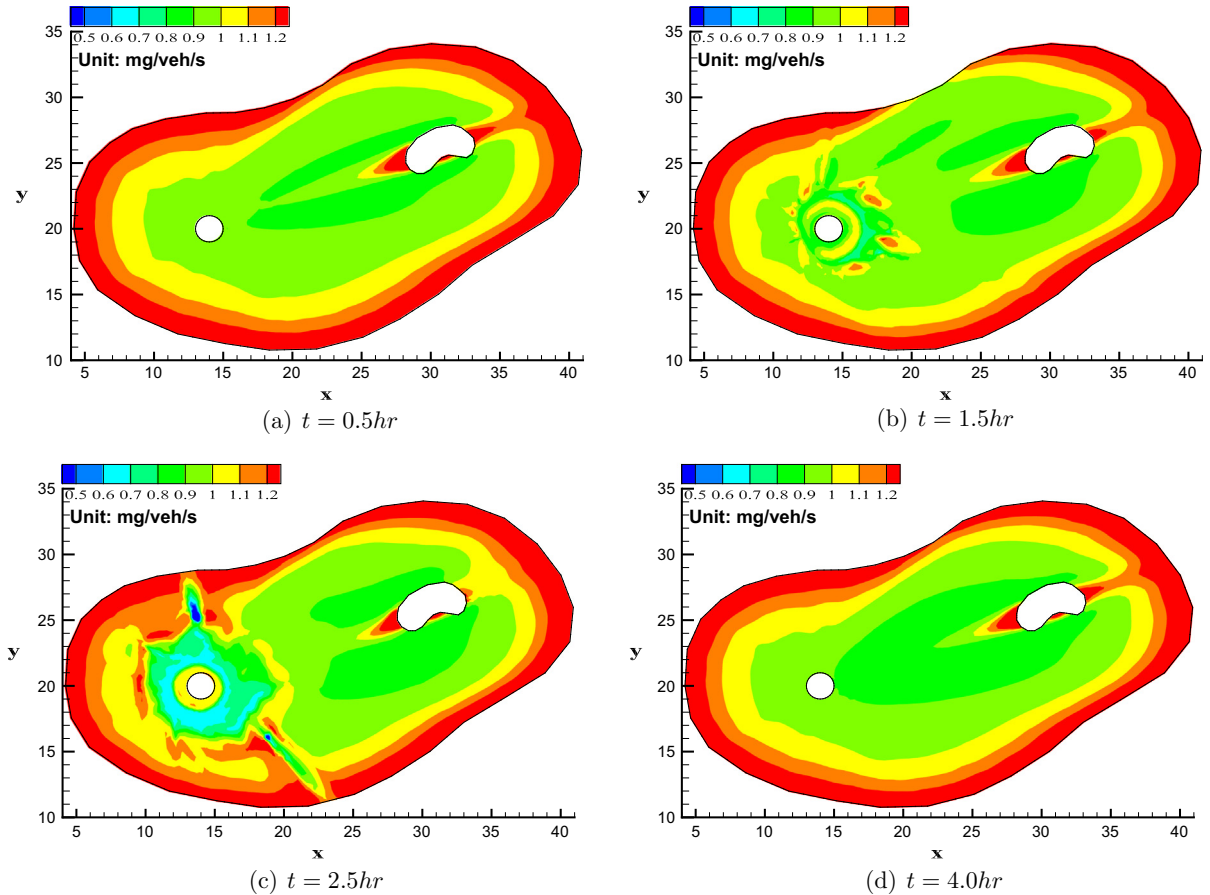 35
0.5 0.6 0.7 0.8 0.9 1 1.1 1.2
Unit: mg/veh/s
30
25
y
20
15
10
5 10 15 20 25 30 35 40
x
(a) t = 0.5hr
35
0.5 0.6 0.7 0.8 0.9 1 1.1 1.2
Unit: mg/veh/s
30
25
y
20
15
10
5 10 15 20 25 30 35 40
x
(b) t = 1.5hr
35
0.5 0.6 0.7 0.8 0.9 1 1.1 1.2
Unit: mg/veh/s
30
25
y
20
15
10
5 10 15 20 25 30 35 40
x
(c) t = 2.5hr
35
0.5 0.6 0.7 0.8 0.9 1 1.1 1.2
Unit: mg/veh/s
30
25
y
20
15
10
5 10 15 20 25 30 35 40
x
(d) t = 4.0hr